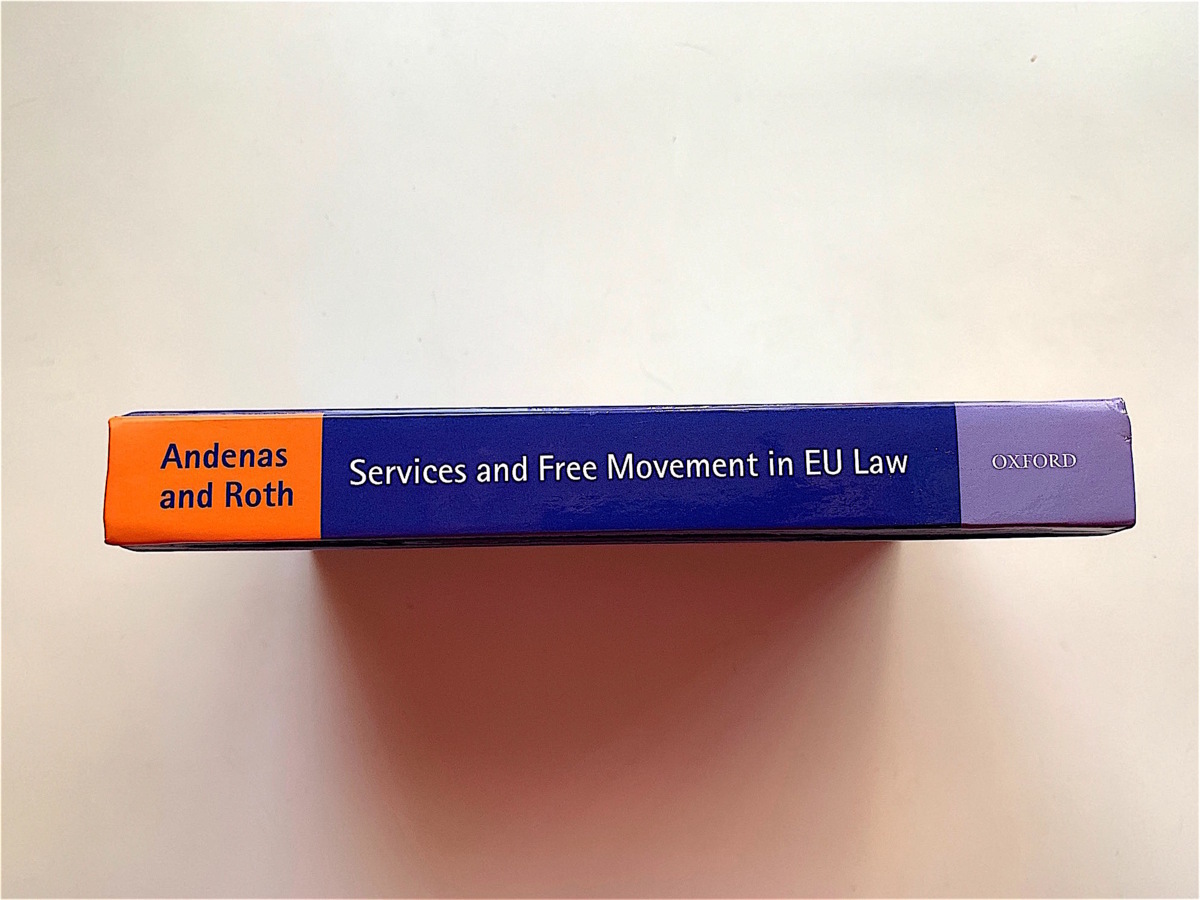 Andenas
and Roth
Services and Free Movement in EU Law
OXFORD